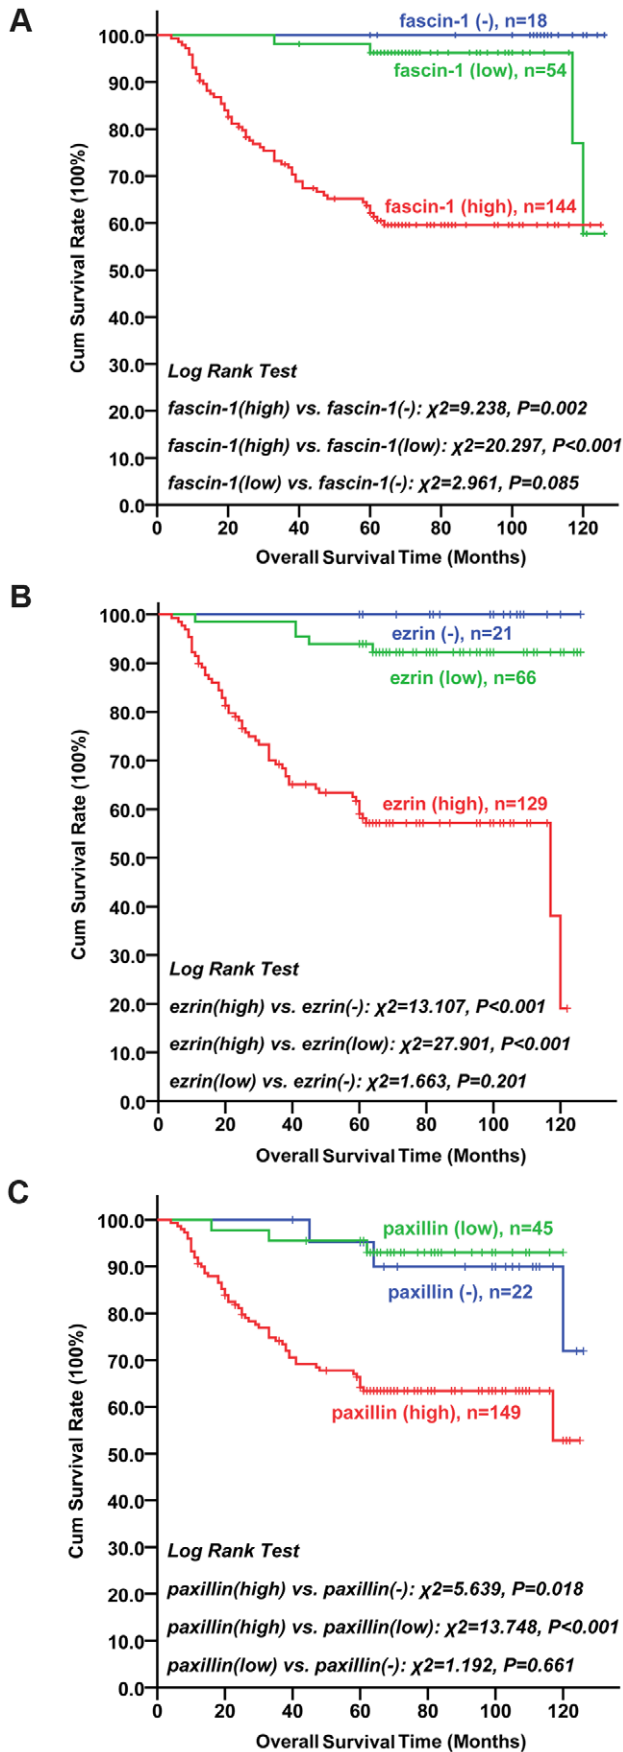 A
100.0
90.0
80.0
70.0
60.0
50.0
40.0
30.0
20.0
10.0
0.0
Cum Survival Rate (100%)
fascin-1 (-), n=18
fascin-1 (low), n=54
fascin-1 (high), n=144
Log Rank Test
fascin-1(high) vs. fascin-1(-): χ2=9.238, P=0.002
fascin-1(high) vs. fascin-1(low): χ2=20.297, P<0.001
fascin-1(low) vs. fascin-1(-): χ2=2.961, P=0.085
0 20 40 60 80 100 120
Overall Survival Time (Months)
B
100.0
90.0
80.0
70.0
60.0
50.0
40.0
30.0
20.0
10.0
0.0
Cum Survival Rate (100%)
ezrin (-), n=21
ezrin (low), n=66
ezrin (high), n=129
Log Rank Test
ezrin(high) vs. ezrin(-): χ2=13.107, P<0.001
ezrin(high) vs. ezrin(low): χ2=27.901, P<0.001
ezrin(low) vs. ezrin(-): χ2=1.663, P=0.201
0 20 40 60 80 100 120
Overall Survival Time (Months)
C
100.0
90.0
80.0
70.0
60.0
50.0
40.0
30.0
20.0
10.0
0.0
Cum Survival Rate (100%)
paxillin (low), n=45
paxillin (-), n=22
paxillin (high), n=149
Log Rank Test
paxillin(high) vs. paxillin(-): χ2=5.639, P=0.018
paxillin(high) vs. paxillin(low): χ2=13.748, P<0.001
paxillin(low) vs. paxillin(-): χ2=1.192, P=0.661
0 20 40 60 80 100 120
Overall Survival Time (Months)